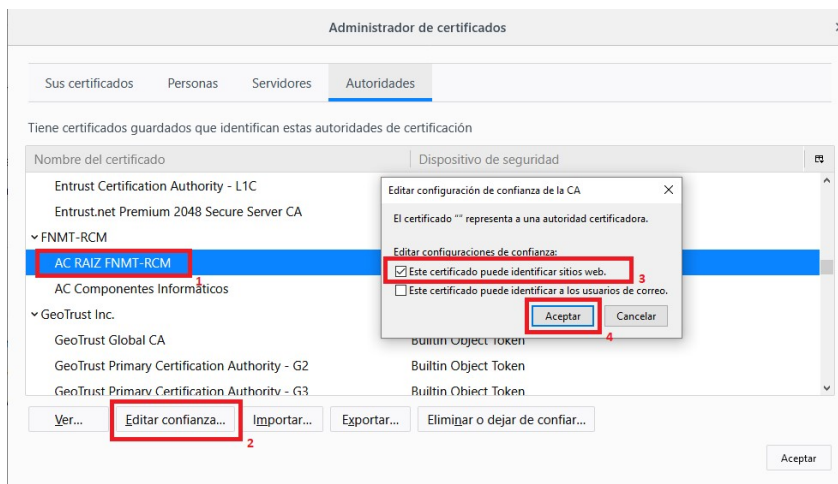 Administrador de certificados
Sus certificados Personas Servidores Autoridades
Tiene certificados guardados que identifican estas autoridades de certificación
Nombre del certificado Dispositivo de seguridad
Entrust Certification Authority - L1C
Entrust.net Premium 2048 Secure Server CA
FNMT-RCM
AC RAIZ FNMT-RCM
1
AC Componentes Informáticos
GeoTrust Inc.
GeoTrust Global CA
Builtin Object Token
GeoTrust Primary Certification Authority - G2 Builtin Object Token
GeoTrust Primary Certification Authority - G3 Builtin Object Token
Editar configuración de confianza de la CA
El certificado "" representa a una autoridad certificadora.
Editar configuraciones de confianza:
Este certificado puede identificar sitios web.
3
Este certificado puede identificar a los usuarios de correo.
Aceptar Cancelar
4
Ver... Editar confianza... Importar... Exportar... Eliminar o dejar de confiar...
2
Aceptar